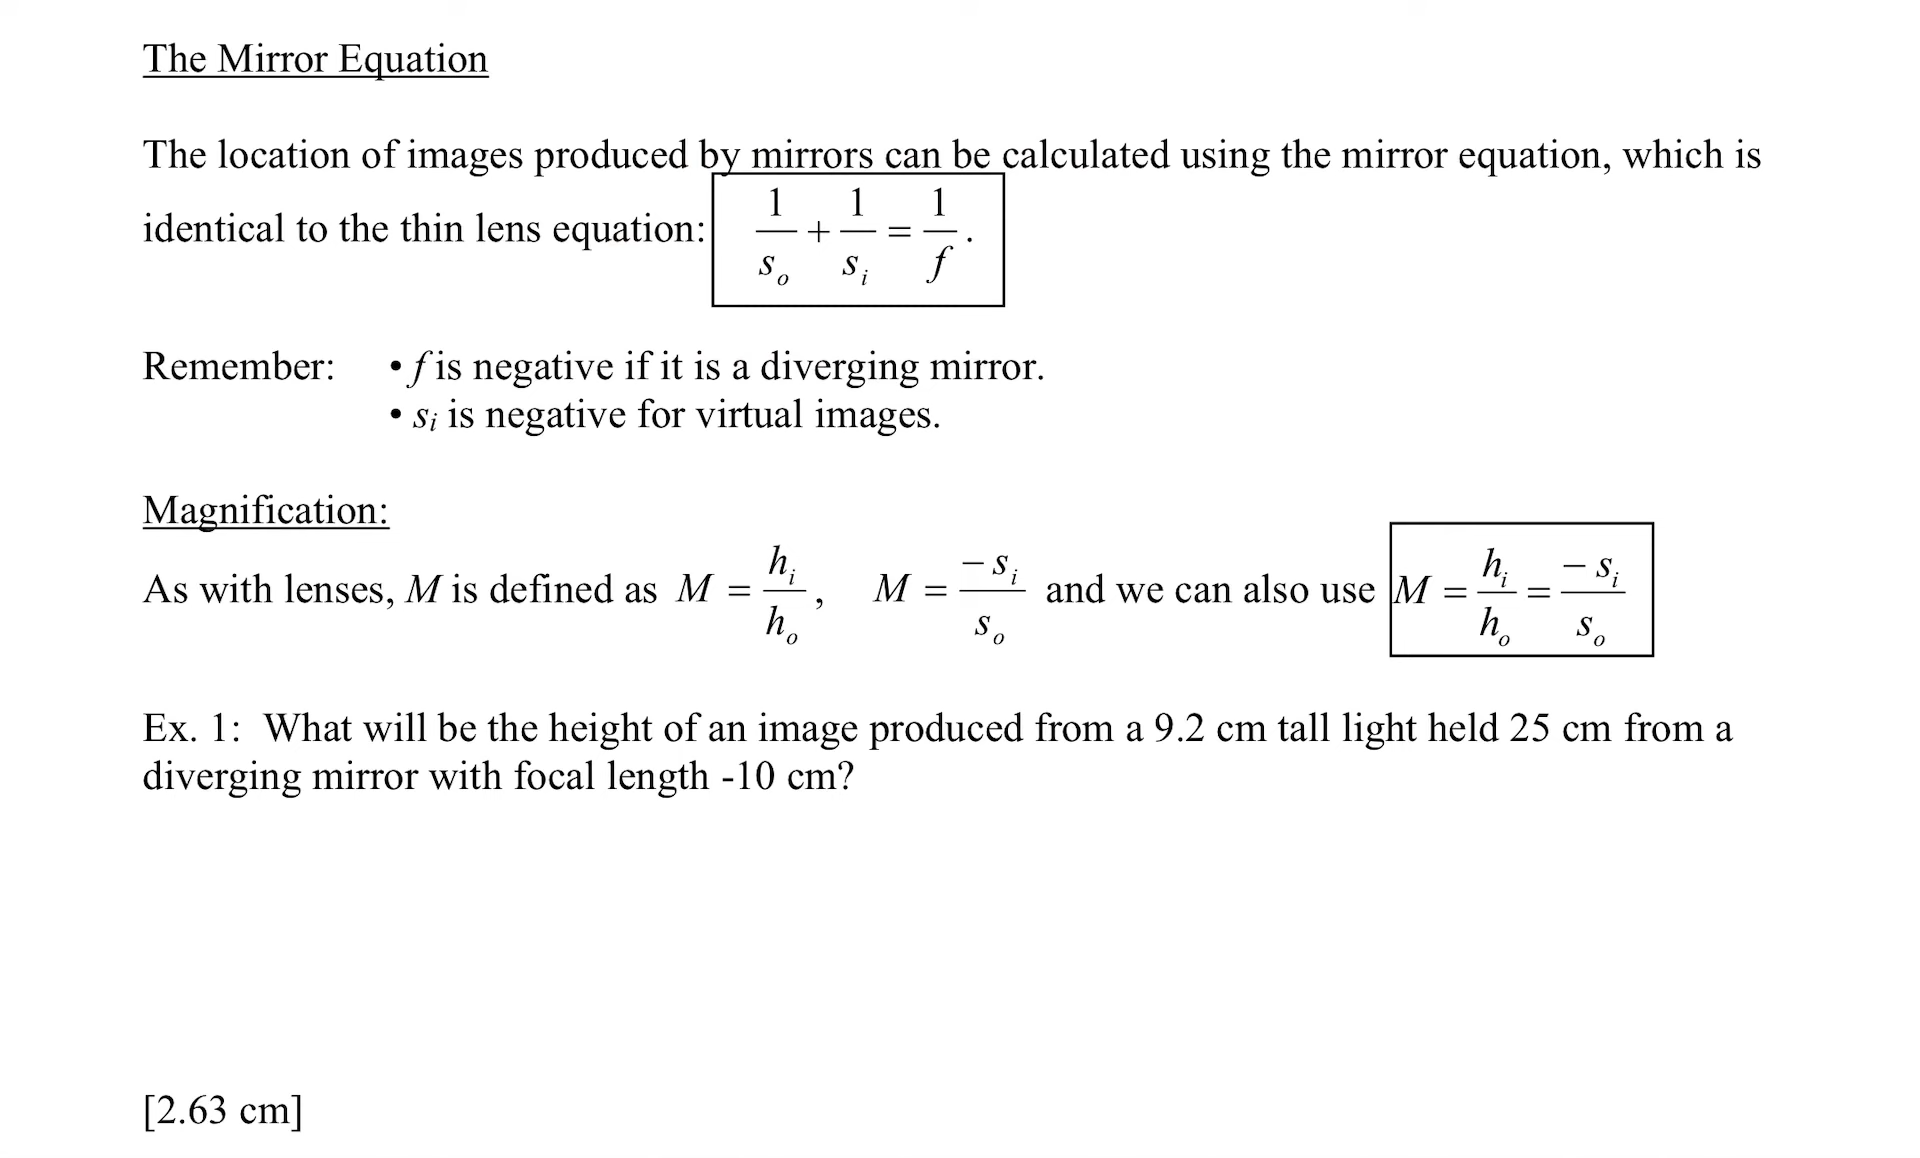 The Mirror Equation
The location of images produced by mirrors can be calculated using the mirror equation, which is
identical to the thin lens equation: 1/s_o + 1/s_i = 1/f.
Remember: • f is negative if it is a diverging mirror.
• s_i is negative for virtual images.
Magnification:
As with lenses, M is defined as M = h_i/h_o, M = -s_i/s_o and we can also use M = h_i/h_o = -s_i/s_o
Ex. 1: What will be the height of an image produced from a 9.2 cm tall light held 25 cm from a
diverging mirror with focal length -10 cm?
[2.63 cm]